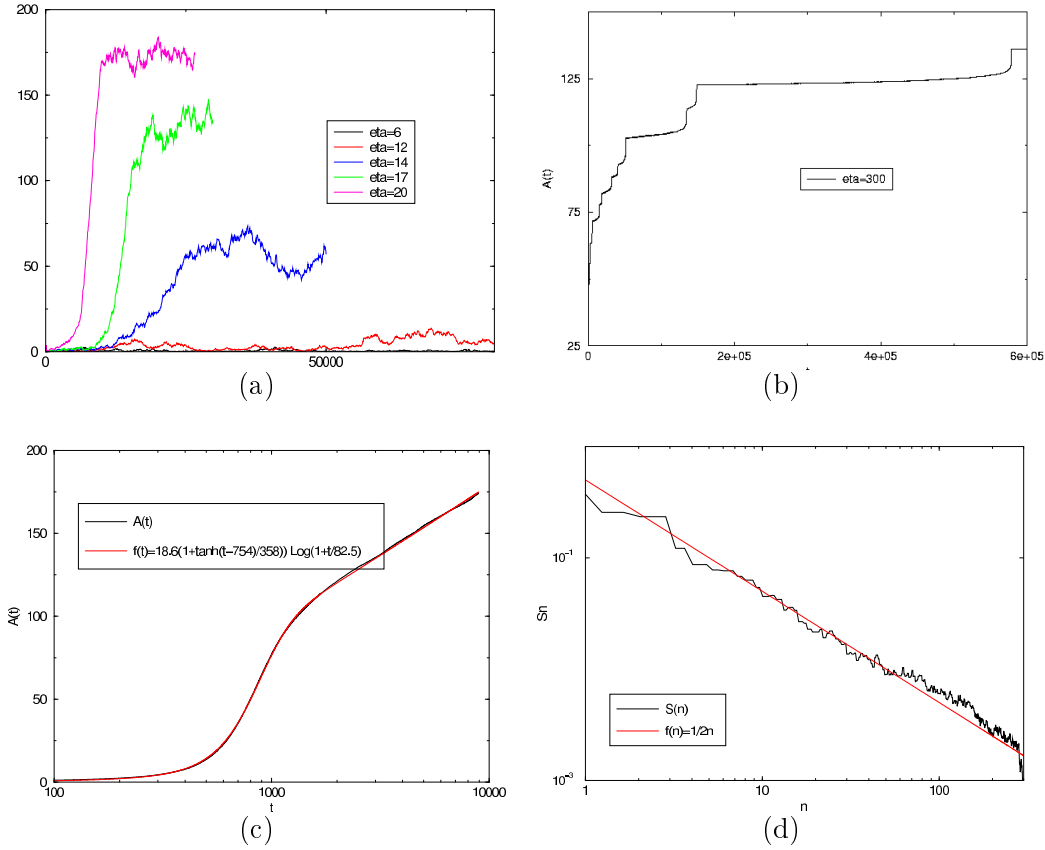 200
150
100
50
0
0
50000
eta=6
eta=12
eta=14
eta=17
eta=20
(a)
A(t)
125
75
25
0
2e+05
4e+05
6e+05
eta=300
(b)
A(t)
200
150
100
50
0
100
1000
10000
t
A(t)
f(t)=18.6(1+tanh(t−754)/358)) Log(1+t/82.5)
(c)
Sn
10⁻¹
10⁻³
1
10
100
n
S(n)
f(n)=1/2n
(d)